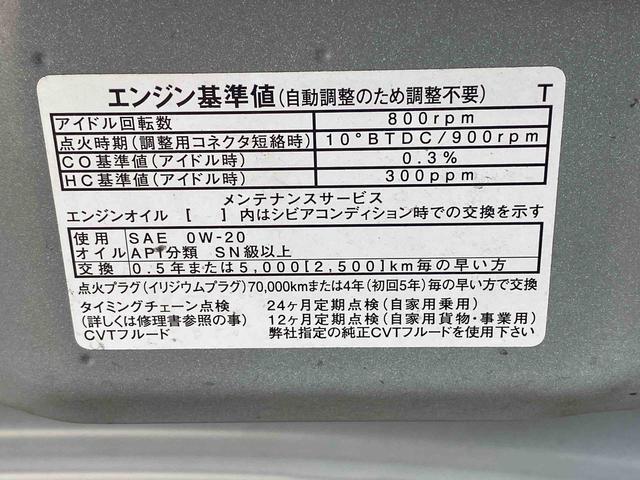 エンジン基準値(自動調整のため調整不要) T
アイドル回転数 800rpm
点火時期(調整用コネクタ短絡時) 10°BTDC/900rpm
CO基準値(アイドル時) 0.3%
HC基準値(アイドル時) 300ppm
メンテナンスサービス
エンジンオイル [ ] 内はシビアコンディション時での交換を示す
使用 SAE 0W-20
オイル API分類 SN級以上
交換 0.5年または5,000[2,500]km毎の早い方
点火プラグ(イリジウムプラグ)70,000kmまたは4年(初回5年)毎の早い方で交換
タイミングチェーン点検 24ヶ月定期点検(自家用乗用)
(詳しくは修理書参照の事) 12ヶ月定期点検(自家用貨物・事業用)
CVTフルード 弊社指定の純正CVTフルードを使用下さい